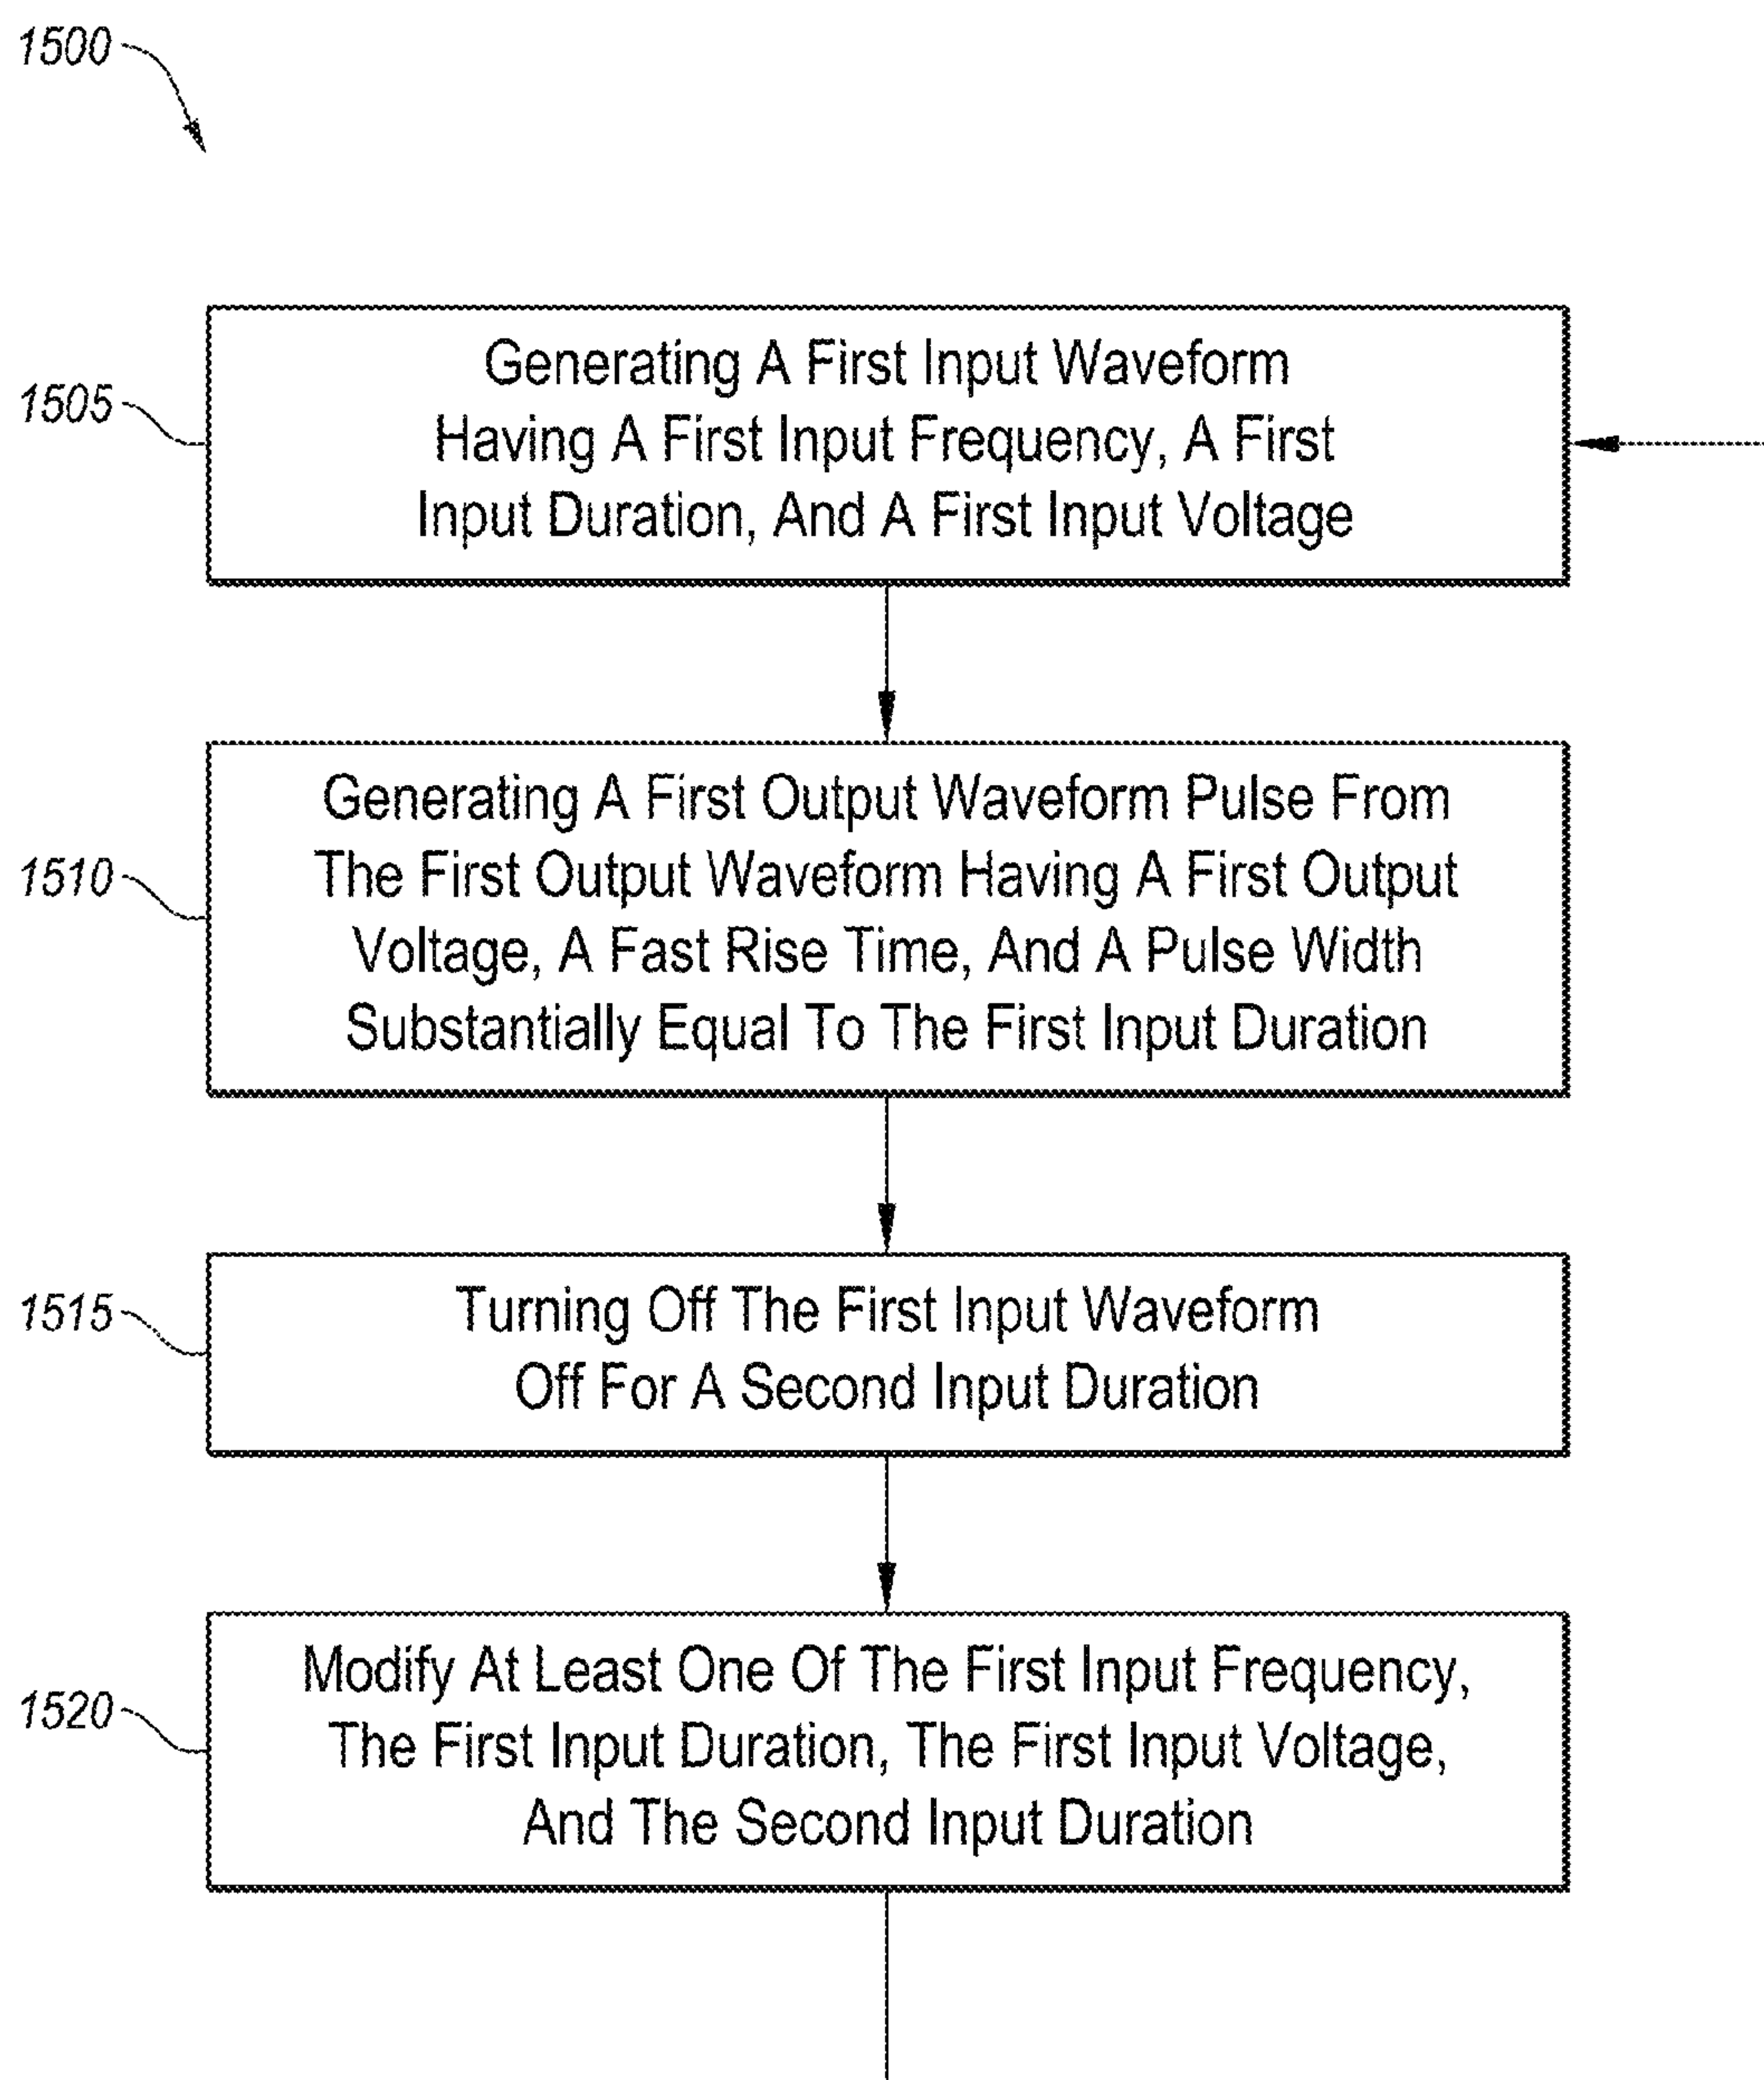 1500
1505
Generating A First Input Waveform
Having A First Input Frequency, A First
Input Duration, And A First Input Voltage
1510
Generating A First Output Waveform Pulse From
The First Output Waveform Having A First Output
Voltage, A Fast Rise Time, And A Pulse Width
Substantially Equal To The First Input Duration
1515
Turning Off The First Input Waveform
Off For A Second Input Duration
1520
Modify At Least One Of The First Input Frequency,
The First Input Duration, The First Input Voltage,
And The Second Input Duration